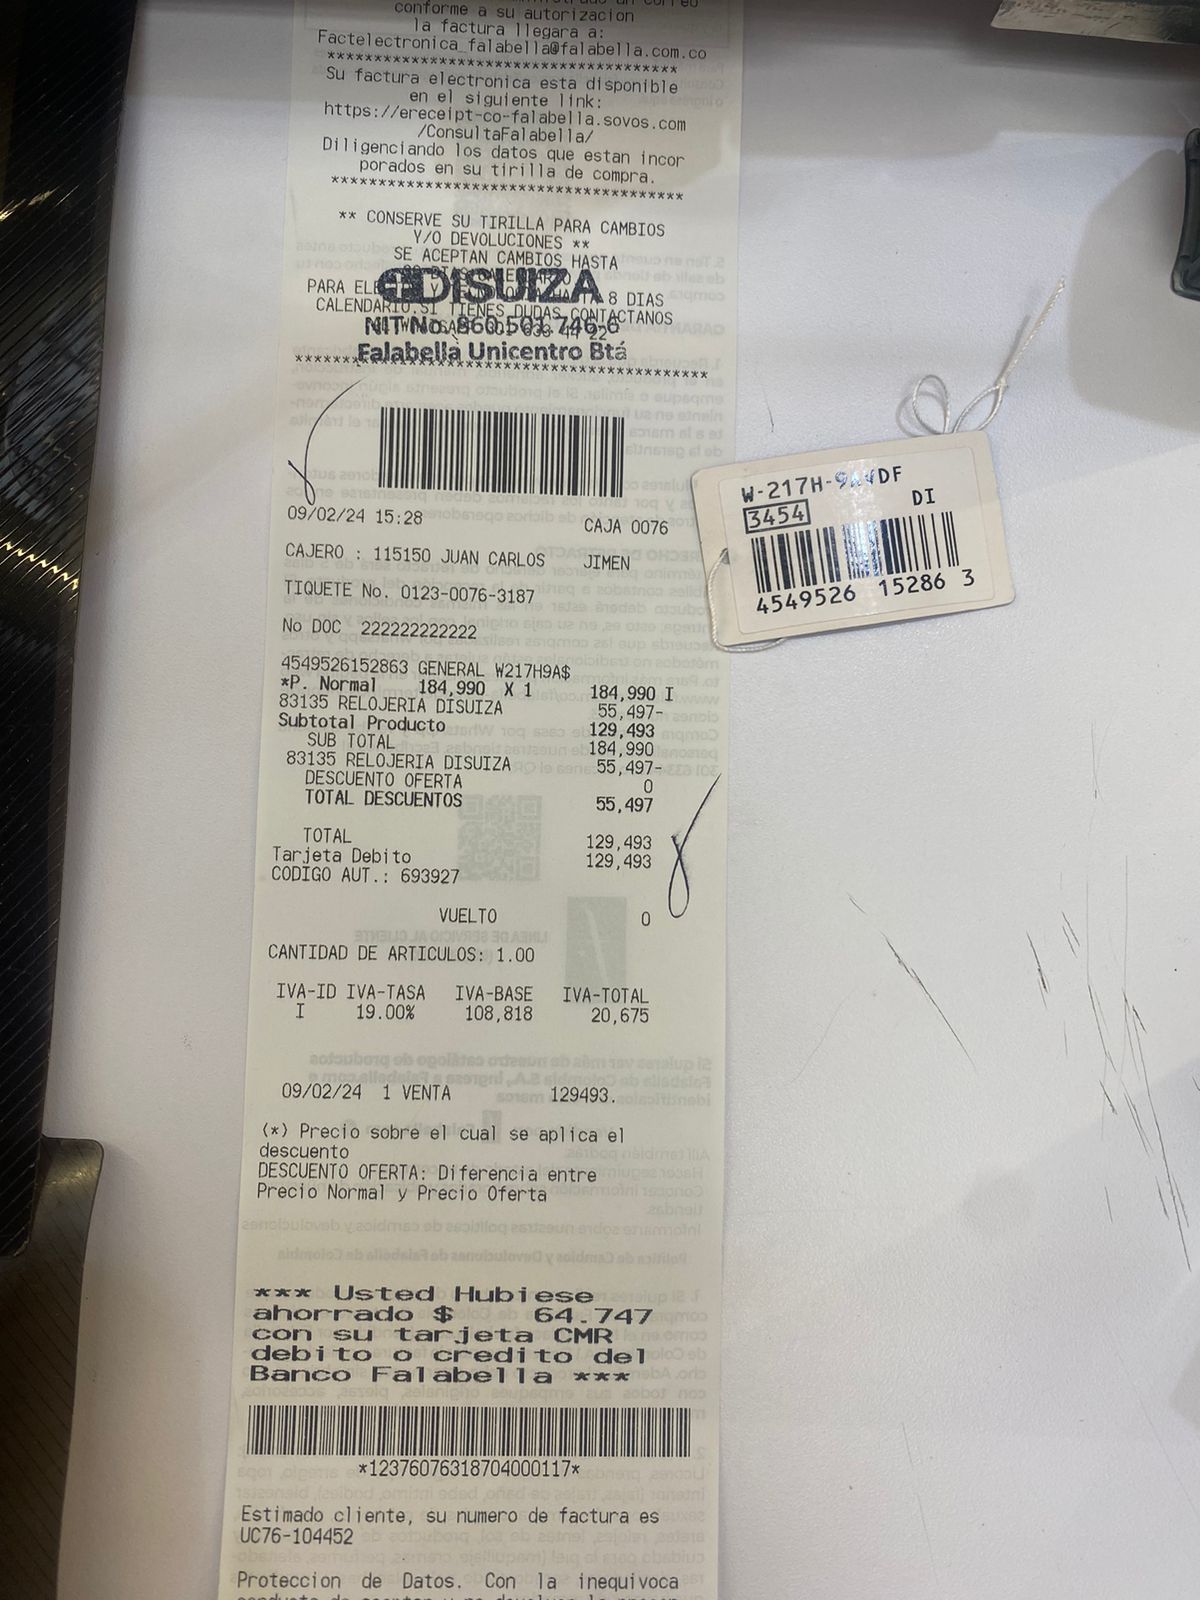 conforme a su autorizacion
la factura llegara a:
Factelectronica_falabella@falabella.com.co
************************************
Su factura electronica esta disponible
en el siguiente link:
https://ereceipt-co-falabella.sovos.com
/ConsultaFalabella/
Diligenciando los datos que estan incor
porados en su tirilla de compra.
************************************
** CONSERVE SU TIRILLA PARA CAMBIOS
Y/O DEVOLUCIONES **
SE ACEPTAN CAMBIOS HASTA
DISUIZA
8 DIAS
CALENDARIO.SI TIENES DUDAS CONTACTANOS
NIT No. 860.501.746-6
Falabella Unicentro Btá
09/02/24 15:28 CAJA 0076
CAJERO : 115150 JUAN CARLOS JIMEN
TIQUETE No. 0123-0076-3187
No DOC 222222222222
4549526152863 GENERAL W217H9A$
*P. Normal 184,990 X 1 184,990 I
83135 RELOJERIA DISUIZA 55,497-
Subtotal Producto 129,493
SUB TOTAL 184,990
83135 RELOJERIA DISUIZA 55,497-
DESCUENTO OFERTA 0
TOTAL DESCUENTOS 55,497
TOTAL 129,493
Tarjeta Debito 129,493
CODIGO AUT.: 693927
VUELTO 0
CANTIDAD DE ARTICULOS: 1.00
IVA-ID IVA-TASA IVA-BASE IVA-TOTAL
I 19.00% 108,818 20,675
09/02/24 1 VENTA 129493.
(*) Precio sobre el cual se aplica el
descuento
DESCUENTO OFERTA: Diferencia entre
Precio Normal y Precio Oferta
*** Usted Hubiese
ahorrado $ 64.747
con su tarjeta CMR
debito o credito del
Banco Falabella ***
*12376076318704000117*
Estimado cliente, su numero de factura es
UC76-104452
Proteccion de Datos. Con la inequivoca
W-217H-9AVDF
DI
3454
4549526 15286 3